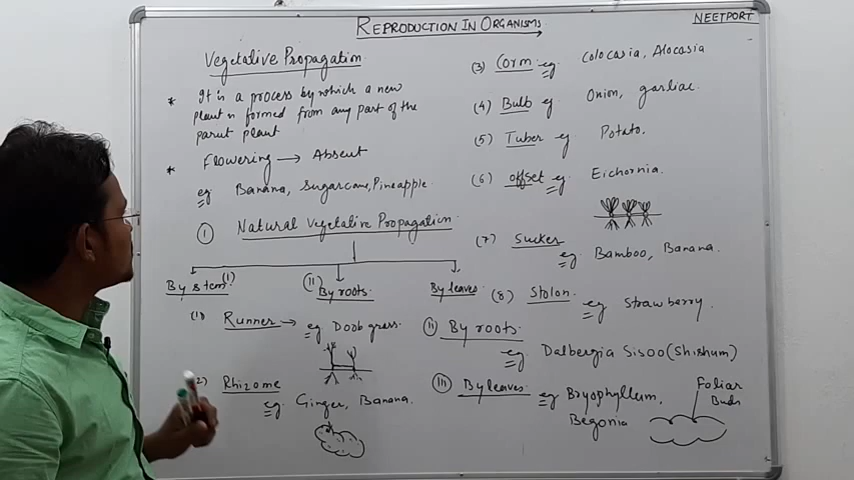 REPRODUCTION IN ORGANISMS
NEETPORT
Vegetative Propagation
* It is a process by which a new
plant is formed from any part of the
parent plant
* Flowering → Absent
eg Banana, Sugarcane, Pineapple
(I) Natural Vegetative Propagation
By stem (I)
(II) By roots
By leaves
(1) Runner → eg Doob grass.
(2) Rhizome
eg Ginger, Banana.
(3) Corm eg Colocasia, Alocasia
(4) Bulb eg Onion, garliac.
(5) Tuber eg Potato.
(6) offset eg Eichornia.
(7) Sucker
eg Bamboo, Banana.
(8) Stolon
eg Strawberry.
(ii) By roots
eg Dalbergia Sisoo (Shishum)
(iii) By leaves eg Bryophyllum,
Begonia
Foliar
Buds